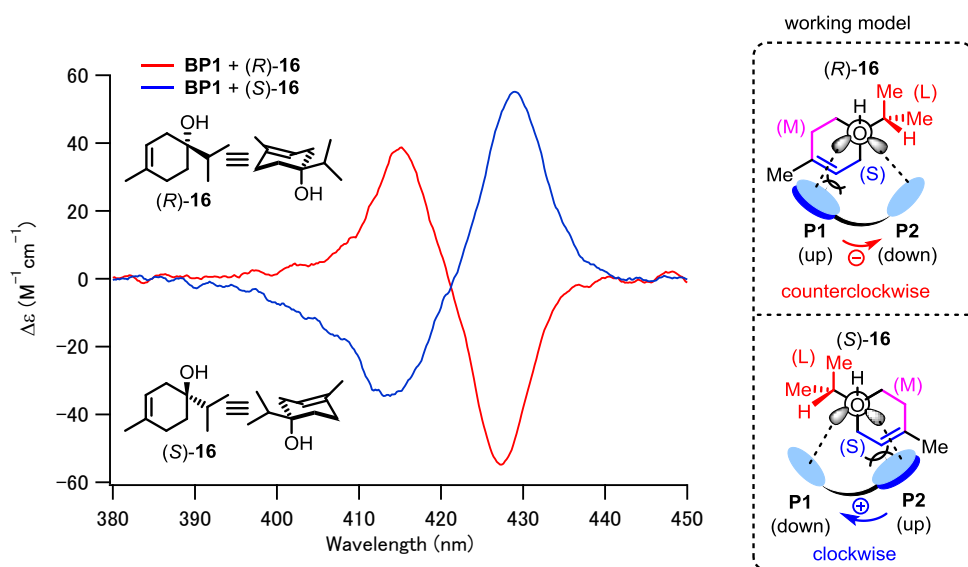 working model
BP1 + (R)-16
BP1 + (S)-16
60
40
20
0
−20
−40
−60
Δε (M−1 cm−1)
380
390
400
410
420
430
440
450
Wavelength (nm)
OH
(R)-16
OH
OH
(S)-16
OH
(R)-16
Me
(L)
H
Me
(M)
O
H
Me
(S)
P1
P2
(up)
⊖
(down)
counterclockwise
(S)-16
(L)
Me
H
(M)
Me
H
O
(S)
Me
P1
⊕
P2
(down)
(up)
clockwise